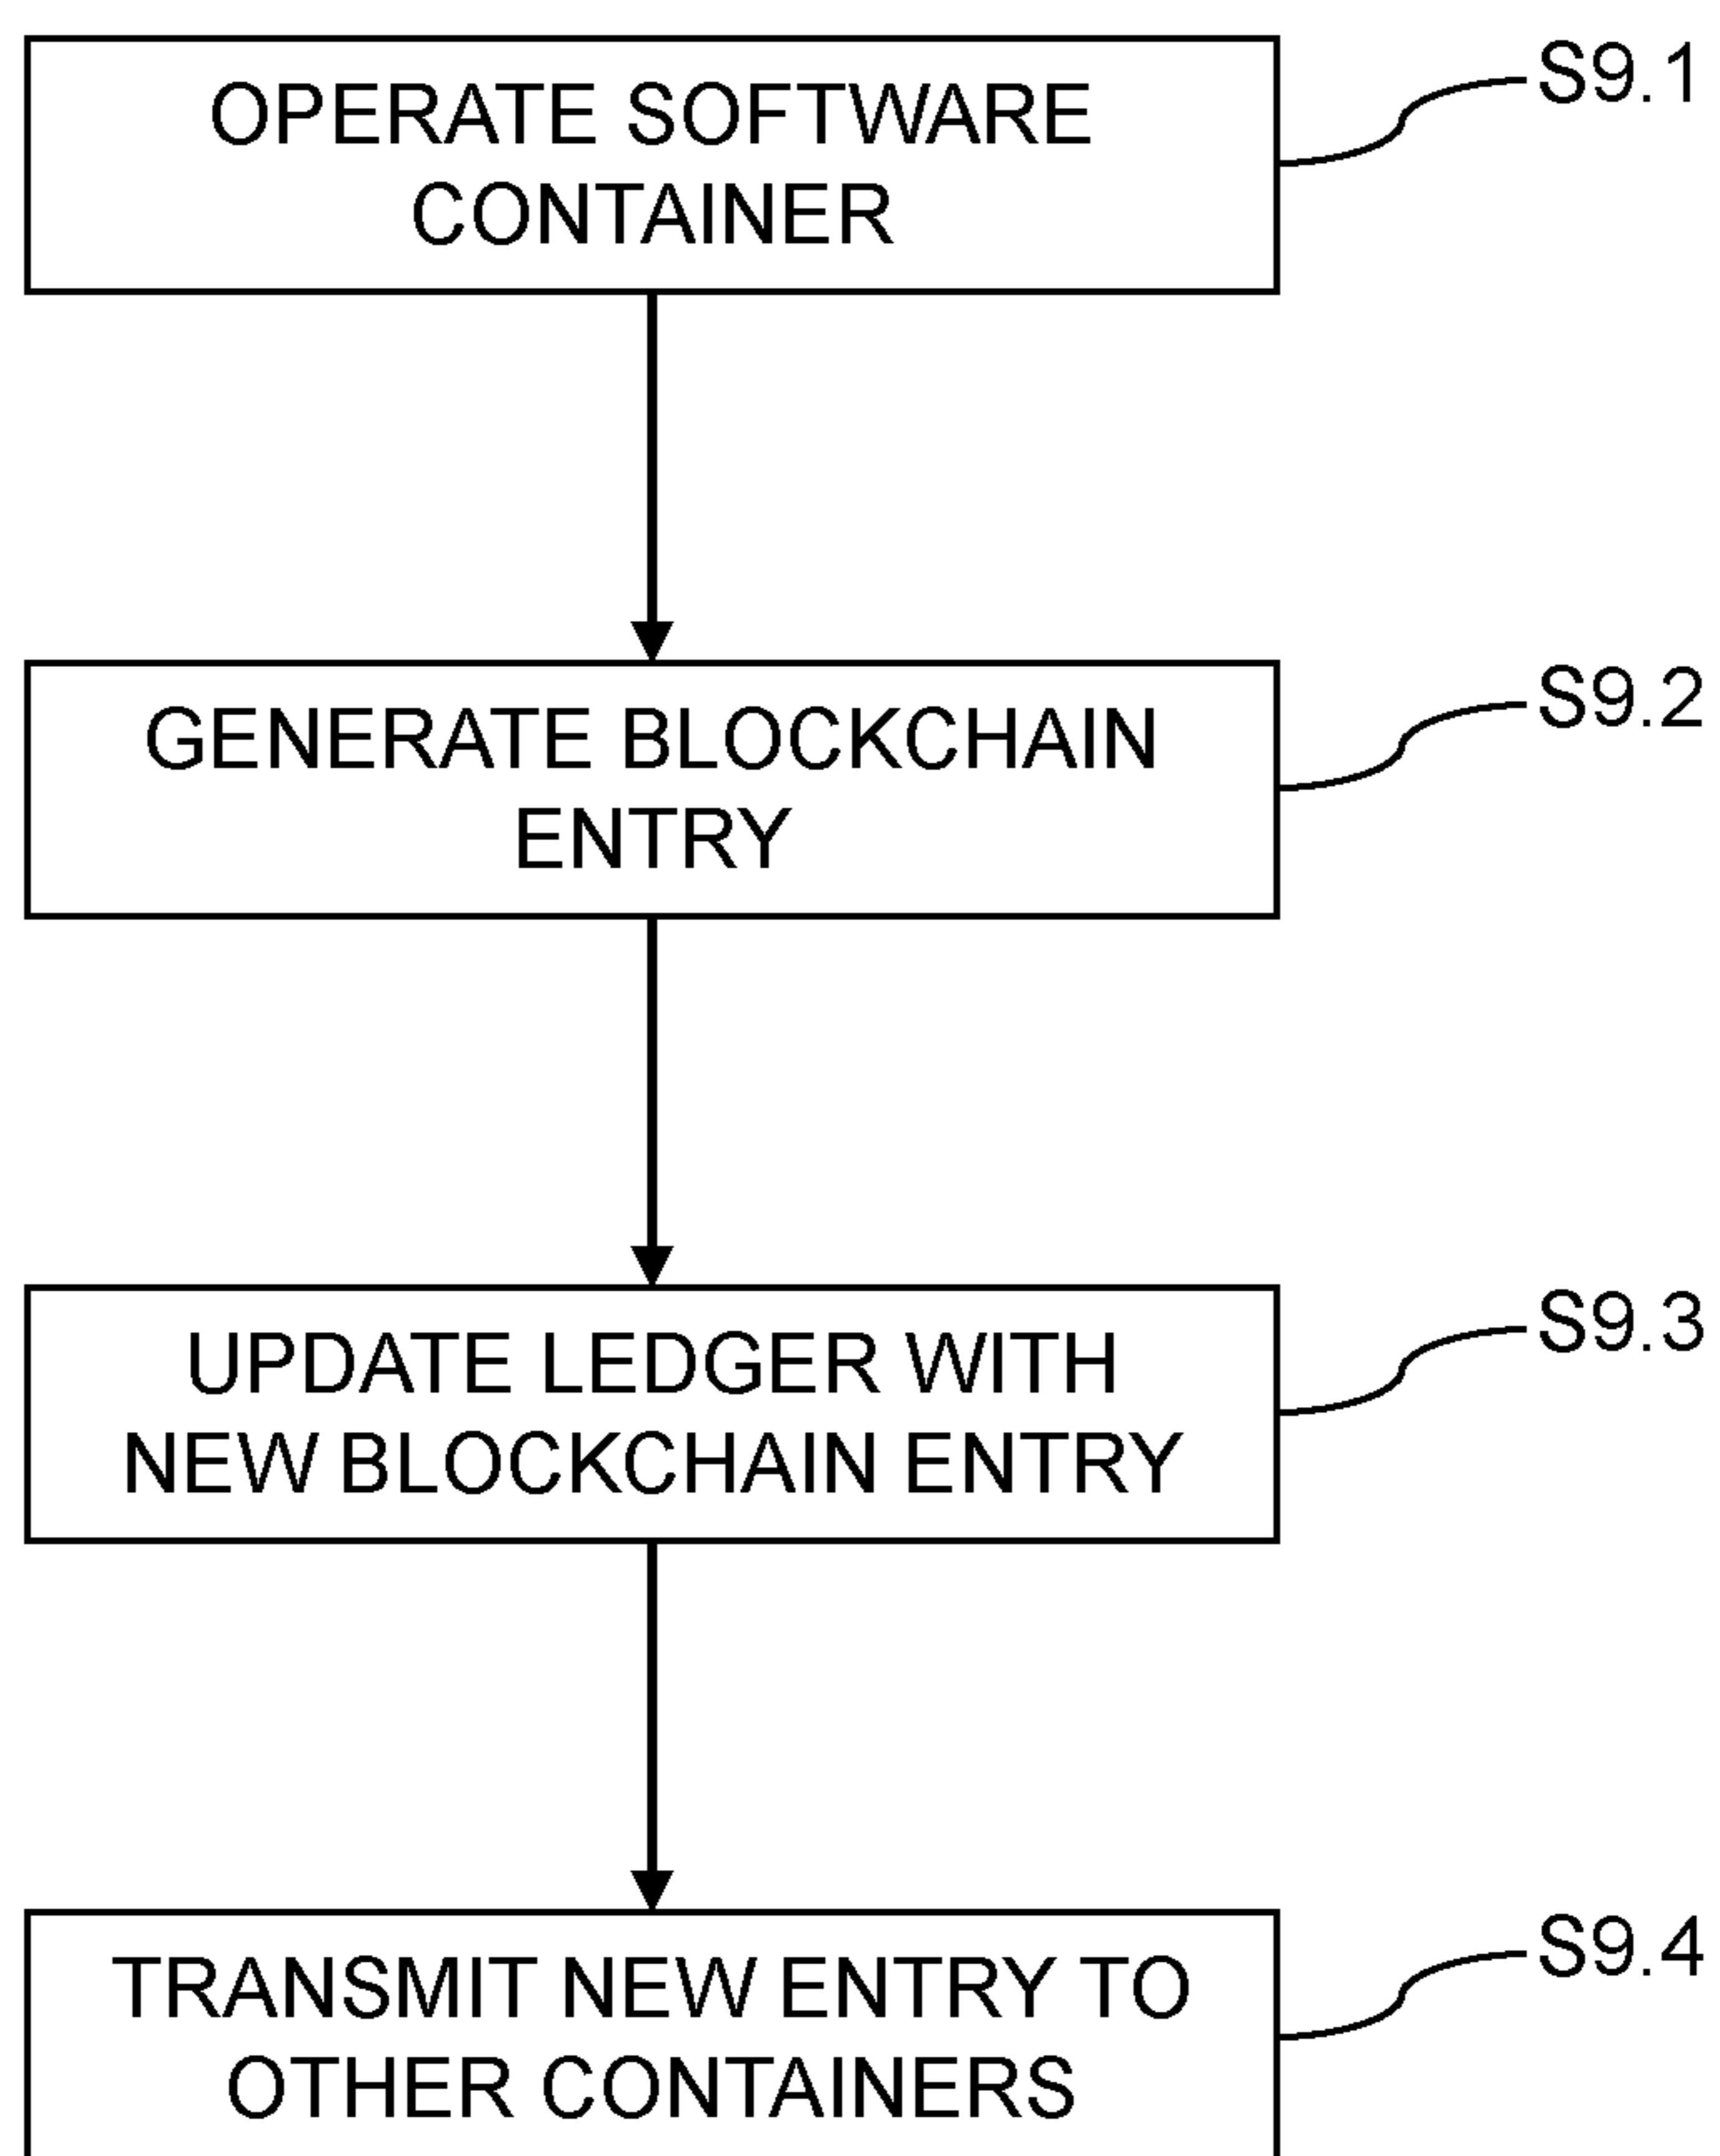 OPERATE SOFTWARE
CONTAINER
S9.1
GENERATE BLOCKCHAIN
ENTRY
S9.2
UPDATE LEDGER WITH
NEW BLOCKCHAIN ENTRY
S9.3
TRANSMIT NEW ENTRY TO
OTHER CONTAINERS
S9.4